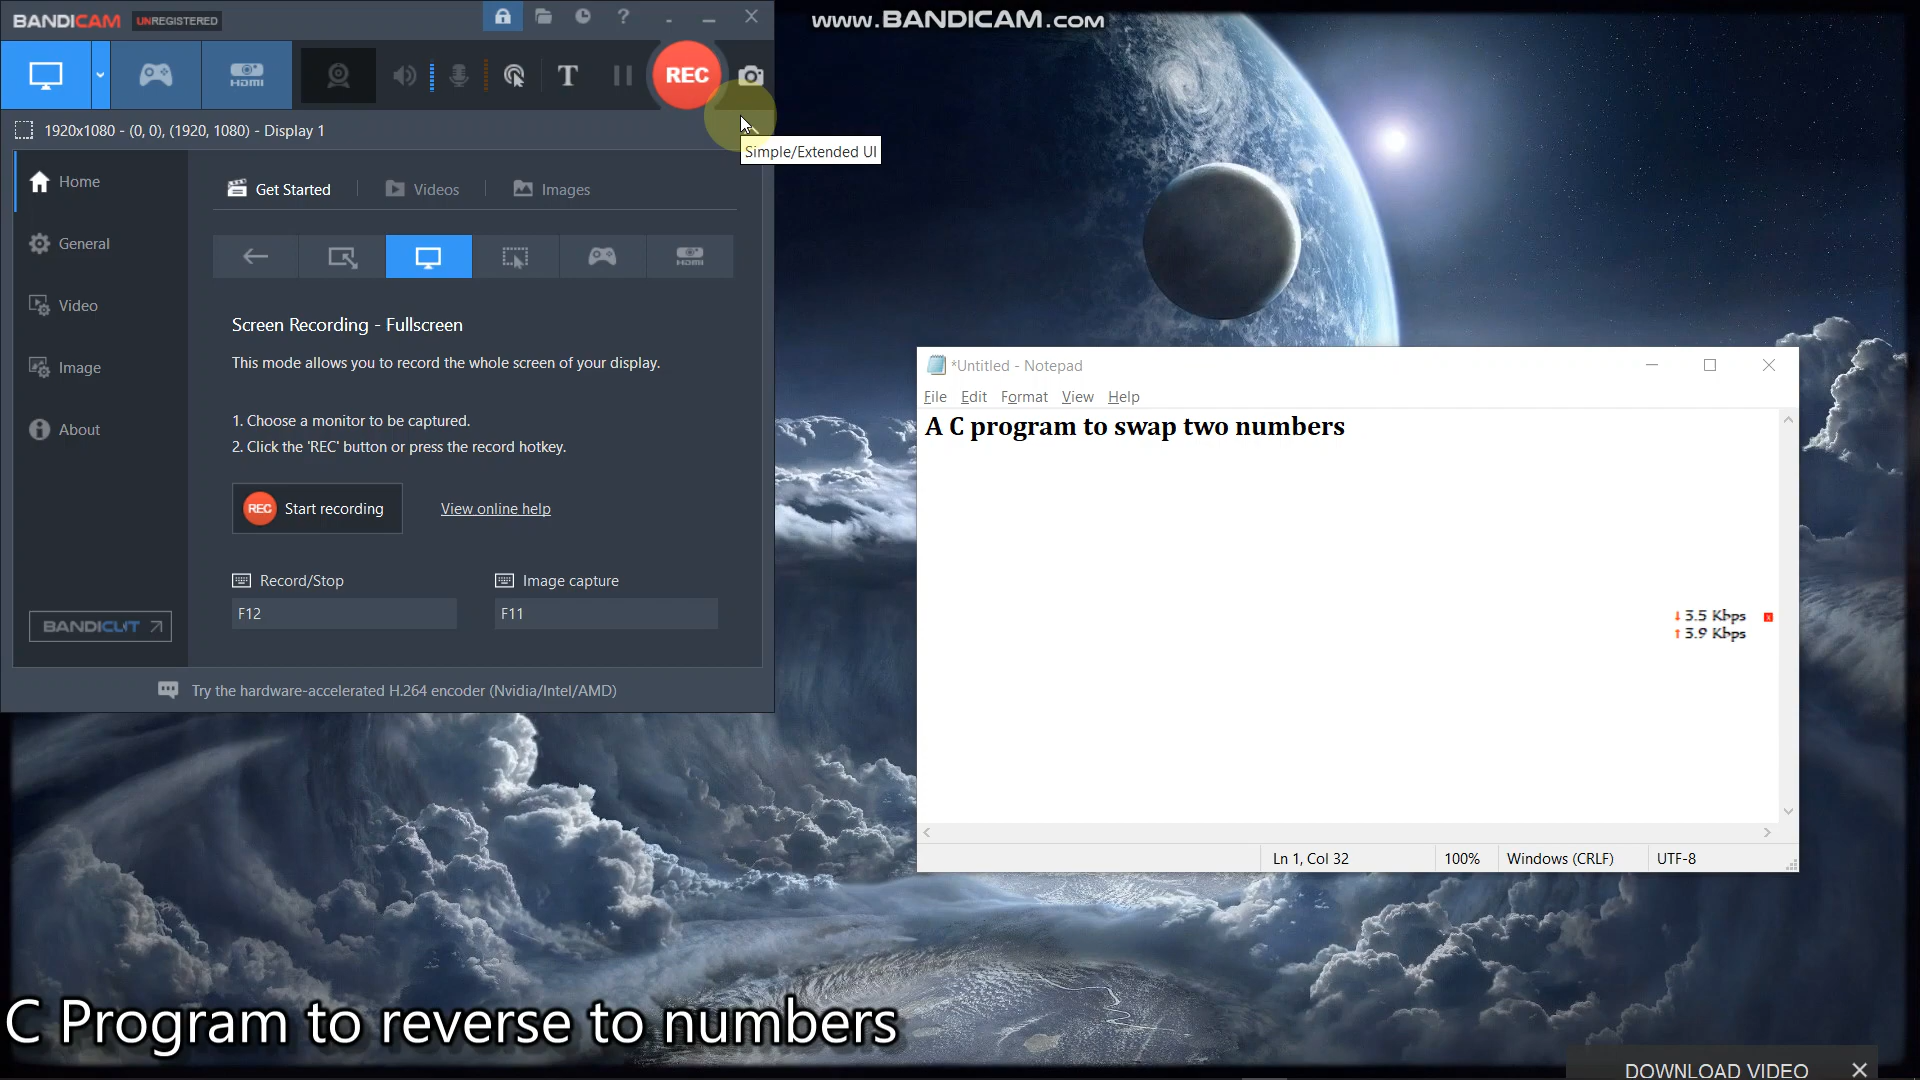 BANDICAM UNREGISTERED
?
www.BANDICAM.com
HDMI
T
REC
1920x1080 - (0, 0), (1920, 1080) - Display 1
Simple/Extended UI
Home
General
Video
Image
About
BANDICUT
Get Started
Videos
Images
HDMI
Screen Recording - Fullscreen
This mode allows you to record the whole screen of your display.
1. Choose a monitor to be captured.
2. Click the 'REC' button or press the record hotkey.
REC Start recording
View online help
Record/Stop
Image capture
F12
F11
Try the hardware-accelerated H.264 encoder (Nvidia/Intel/AMD)
*Untitled - Notepad
File Edit Format View Help
A C program to swap two numbers
3.5 Kbps
3.9 Kbps
Ln 1, Col 32
100%
Windows (CRLF)
UTF-8
C Program to reverse to numbers
DOWNLOAD VIDEO